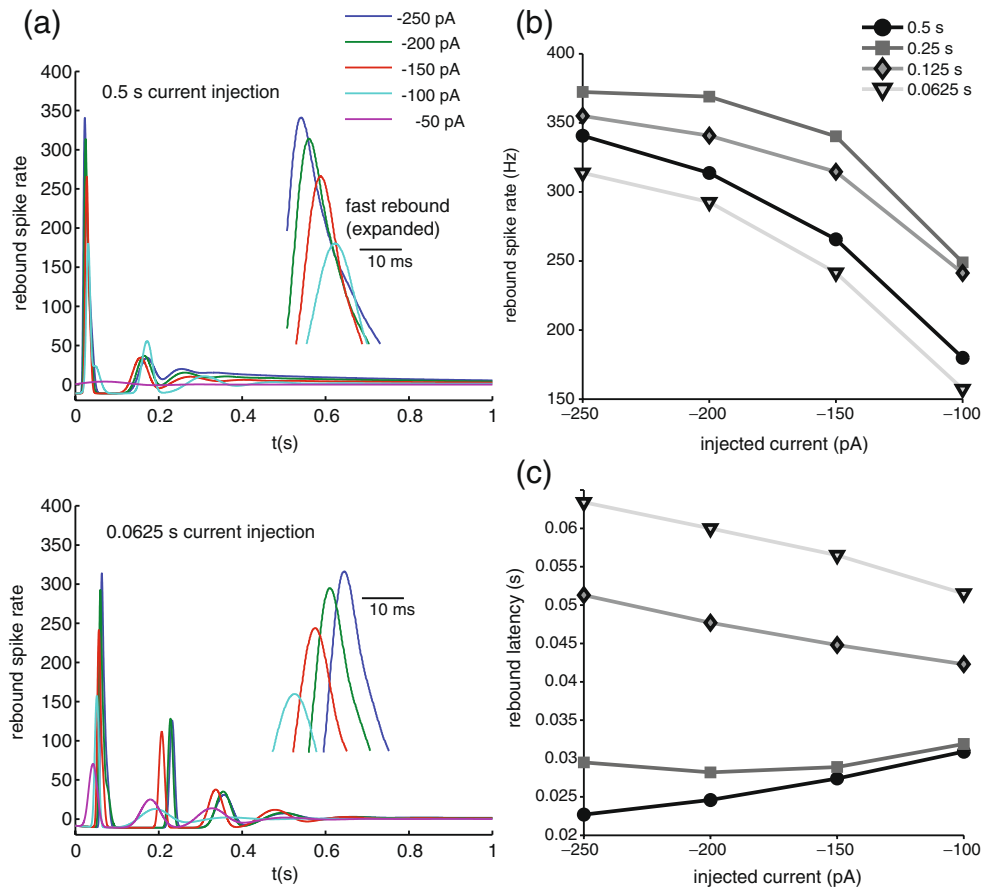 (a)
-250 pA
-200 pA
-150 pA
-100 pA
-50 pA
0.5 s current injection
fast rebound
(expanded)
10 ms
rebound spike rate
400
350
300
250
200
150
100
50
0
0
0.2
0.4
0.6
0.8
1
t(s)
0.0625 s current injection
10 ms
rebound spike rate
400
350
300
250
200
150
100
50
0
0
0.2
0.4
0.6
0.8
1
t(s)
(b)
0.5 s
0.25 s
0.125 s
0.0625 s
rebound spike rate (Hz)
400
350
300
250
200
150
−250
−200
−150
−100
injected current (pA)
(c)
rebound latency (s)
0.06
0.055
0.05
0.045
0.04
0.035
0.03
0.025
0.02
−250
−200
−150
−100
injected current (pA)